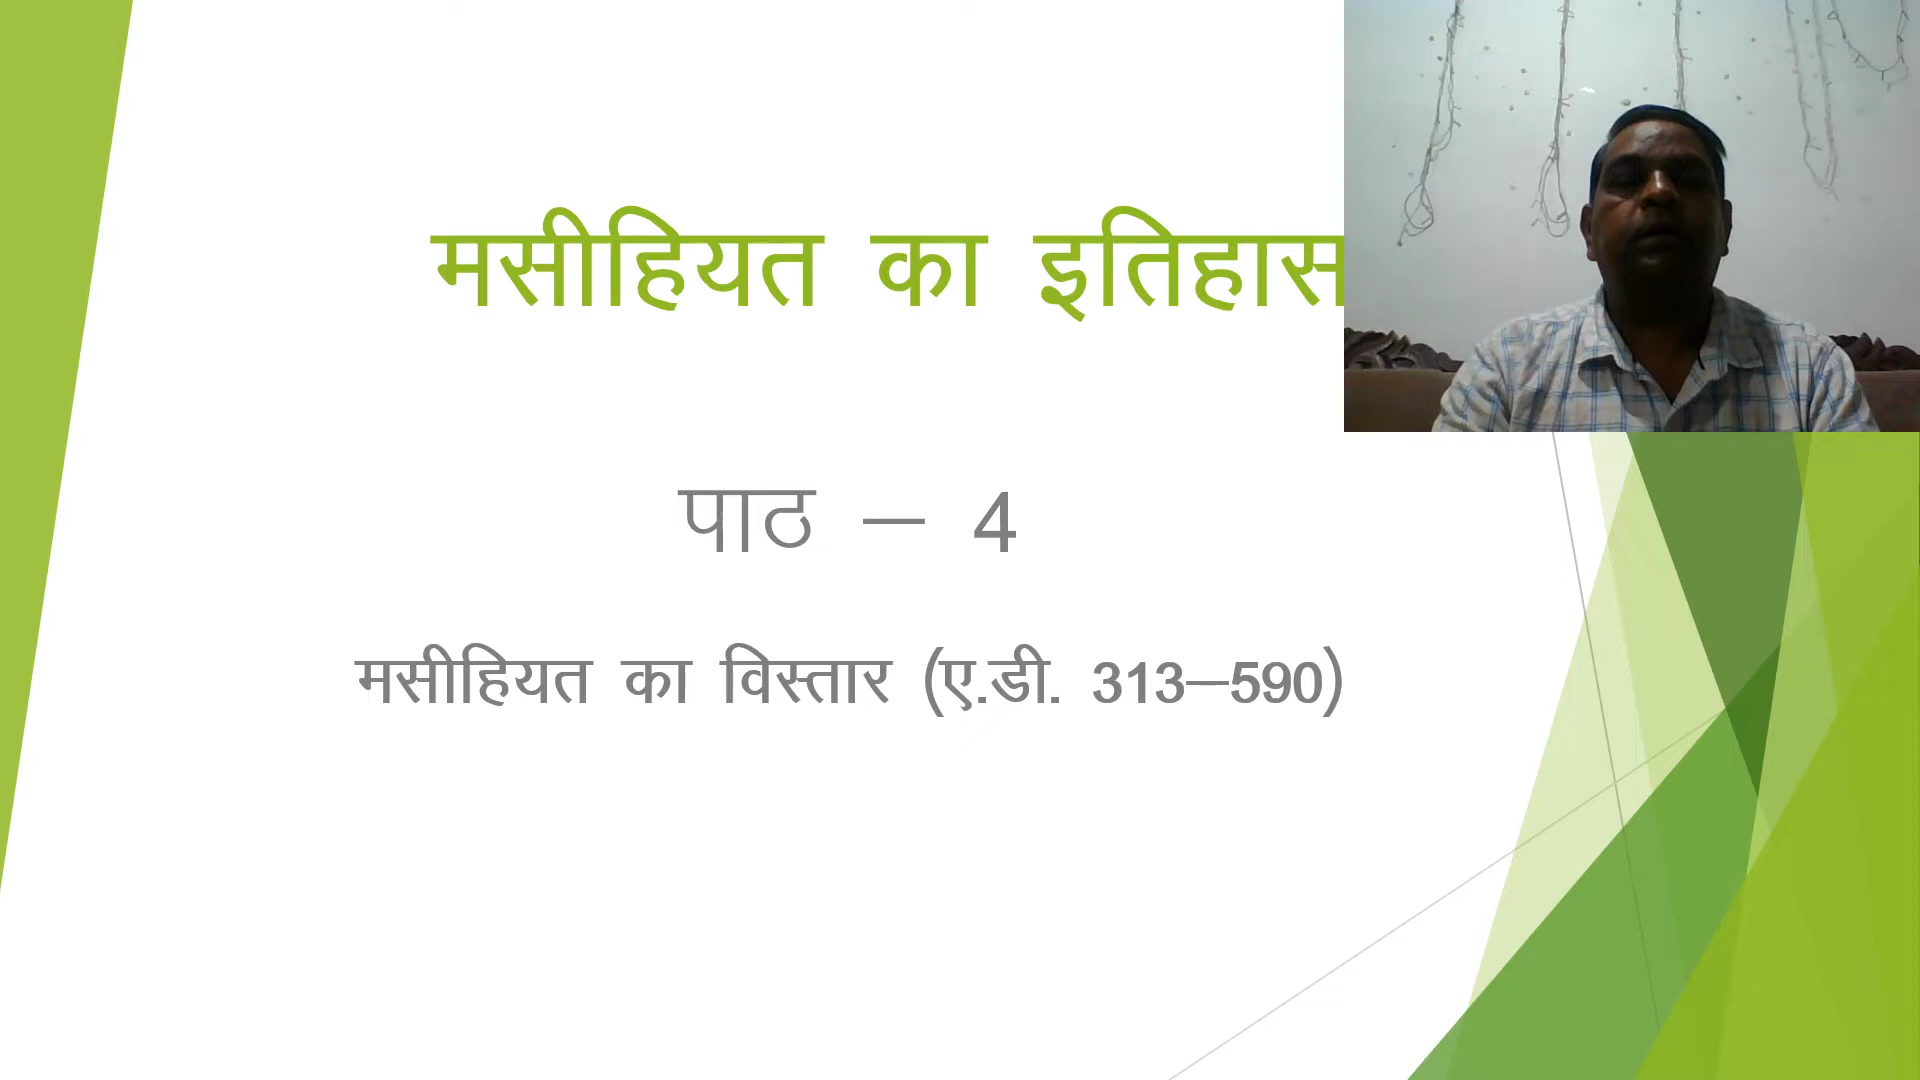 मसीहियत का इतिहास
पाठ – 4
मसीहियत का विस्तार (ए.डी. 313–590)